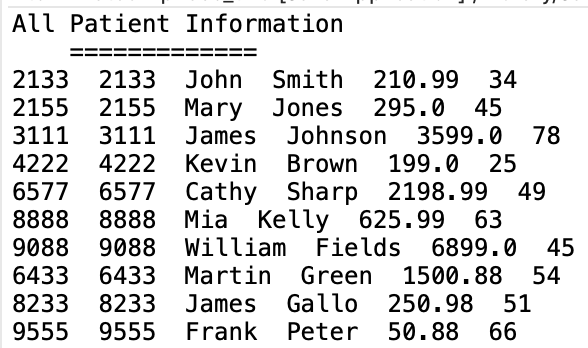 All Patient Information
=============
2133 2133 John Smith 210.99 34
2155 2155 Mary Jones 295.0 45
3111 3111 James Johnson 3599.0 78
4222 4222 Kevin Brown 199.0 25
6577 6577 Cathy Sharp 2198.99 49
8888 8888 Mia Kelly 625.99 63
9088 9088 William Fields 6899.0 45
6433 6433 Martin Green 1500.88 54
8233 8233 James Gallo 250.98 51
9555 9555 Frank Peter 50.88 66